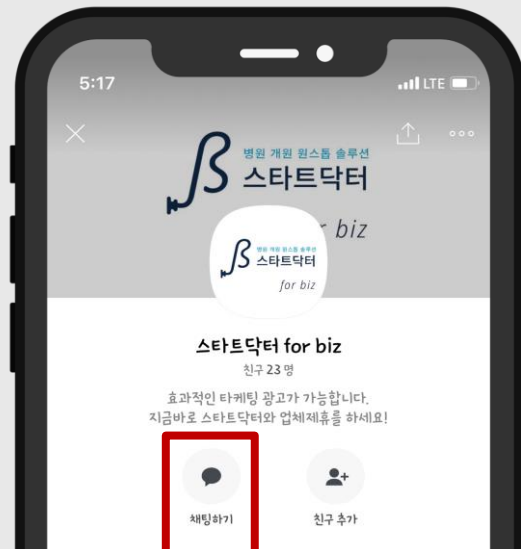 5:17
LTE
병원 개원 원스톱 솔루션
스타트닥터
biz
병원 개원 원스톱 솔루션
스타트닥터
for biz
스타트닥터 for biz
친구 23 명
효과적인 타케팅 광고가 가능합니다.
지금바로 스타트닥터와 업체제휴를 하세요!
채팅하기
친구 추가